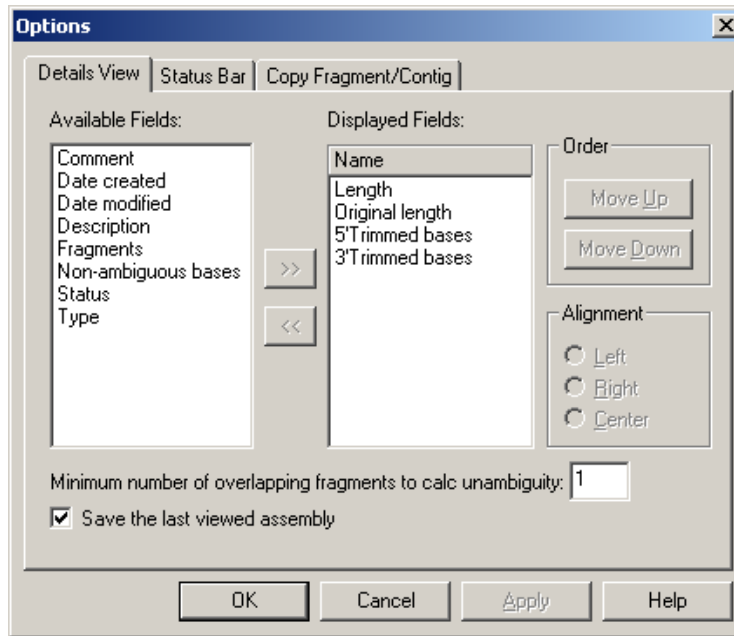 Options
Details View
Status Bar
Copy Fragment/Contig
Available Fields:
Comment
Date created
Date modified
Description
Fragments
Non-ambiguous bases
Status
Type
>>
<<
Displayed Fields:
Name
Length
Original length
5'Trimmed bases
3'Trimmed bases
Order
Move Up
Move Down
Alignment
Left
Right
Center
Minimum number of overlapping fragments to calc unambiguity: 1
Save the last viewed assembly
OK
Cancel
Apply
Help